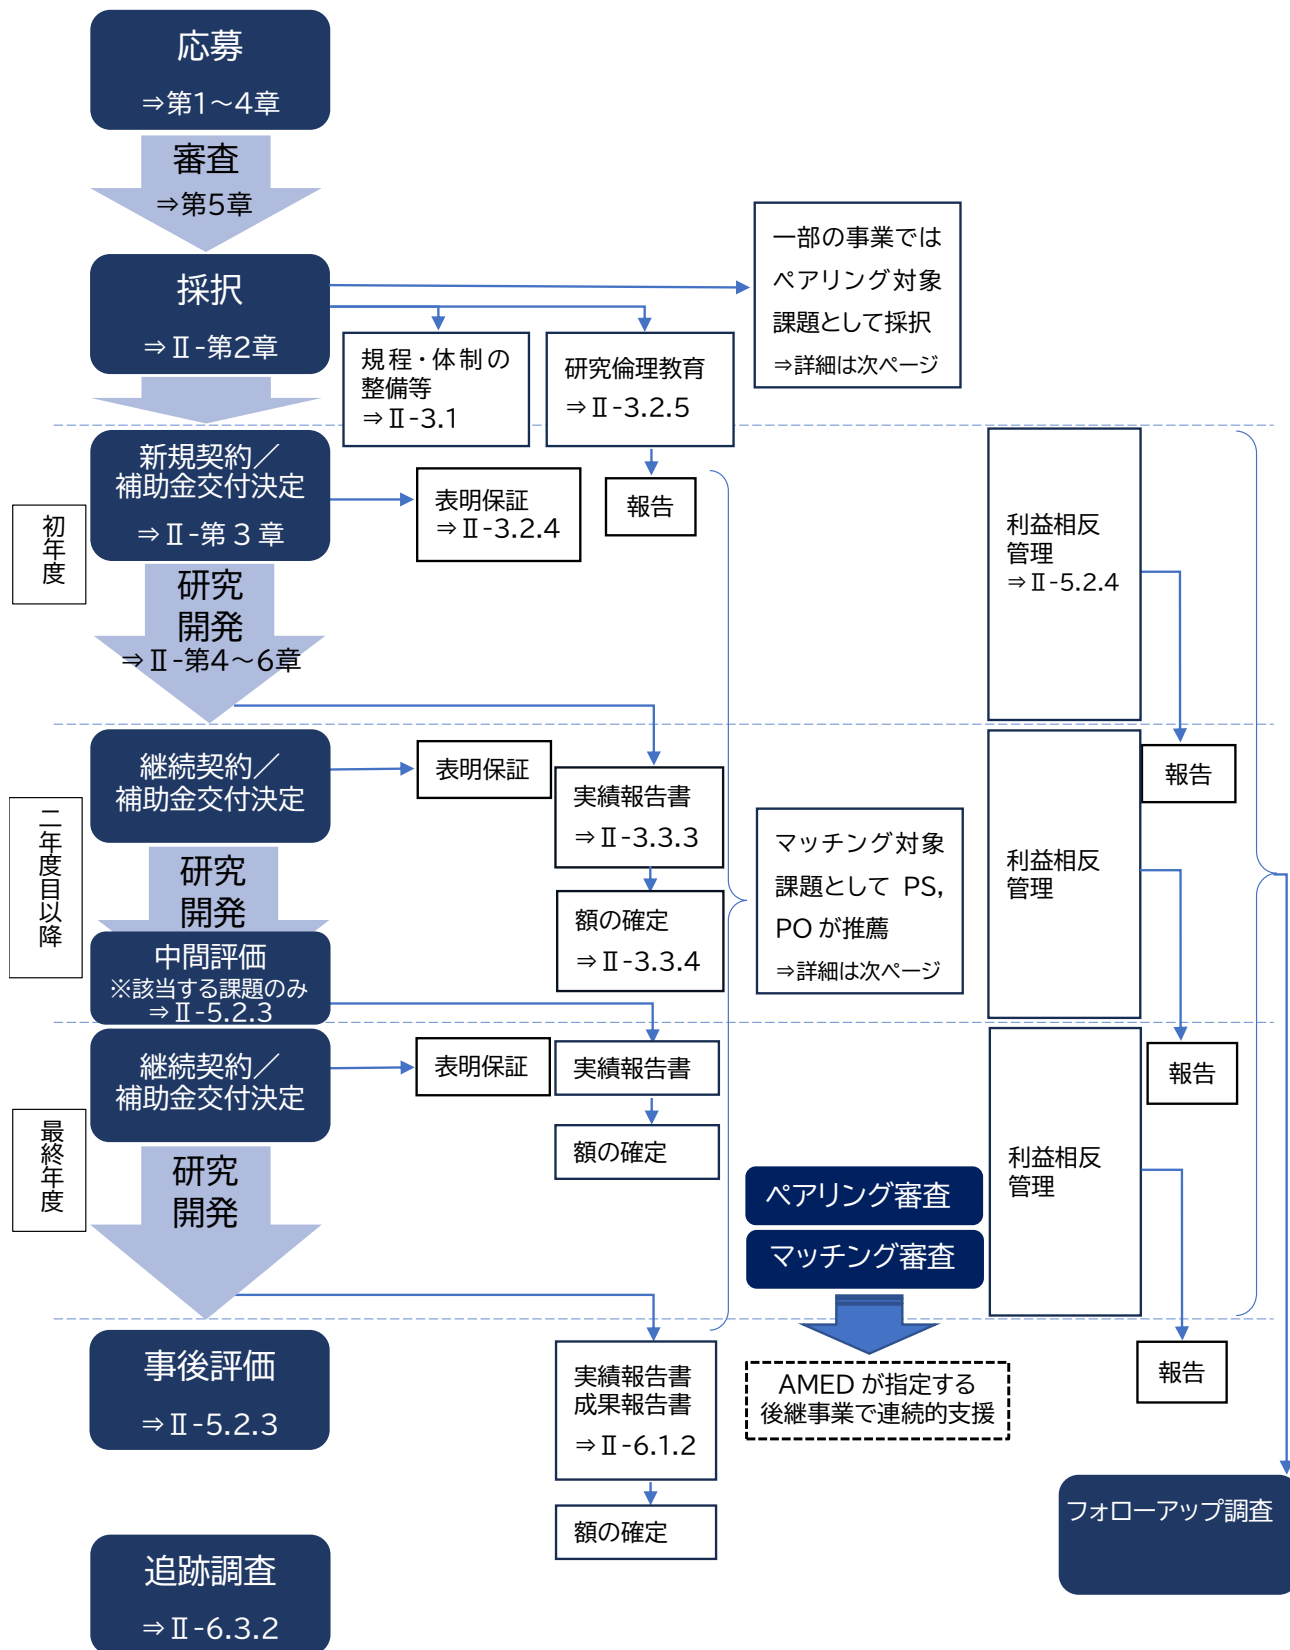 応募
⇒第1～4章
審査
⇒第5章
採択
⇒Ⅱ-第2章
一部の事業では
ペアリング対象
課題として採択
⇒詳細は次ページ
規程・体制の
整備等
⇒Ⅱ-3.1
研究倫理教育
⇒Ⅱ-3.2.5
初年度
新規契約／
補助金交付決定
⇒Ⅱ-第３章
表明保証
⇒Ⅱ-3.2.4
報告
利益相反
管理
⇒Ⅱ-5.2.4
研究
開発
⇒Ⅱ-第4～6章
二年度目以降
継続契約／
補助金交付決定
表明保証
実績報告書
⇒Ⅱ-3.3.3
報告
研究
開発
額の確定
⇒Ⅱ-3.3.4
マッチング対象
課題として PS,
PO が推薦
⇒詳細は次ページ
利益相反
管理
中間評価
※該当する課題のみ
⇒Ⅱ-5.2.3
最終年度
継続契約／
補助金交付決定
表明保証
実績報告書
報告
額の確定
研究
開発
ペアリング審査
マッチング審査
利益相反
管理
事後評価
⇒Ⅱ-5.2.3
実績報告書
成果報告書
⇒Ⅱ-6.1.2
AMED が指定する
後継事業で連続的支援
報告
額の確定
フォローアップ調査
追跡調査
⇒Ⅱ-6.3.2